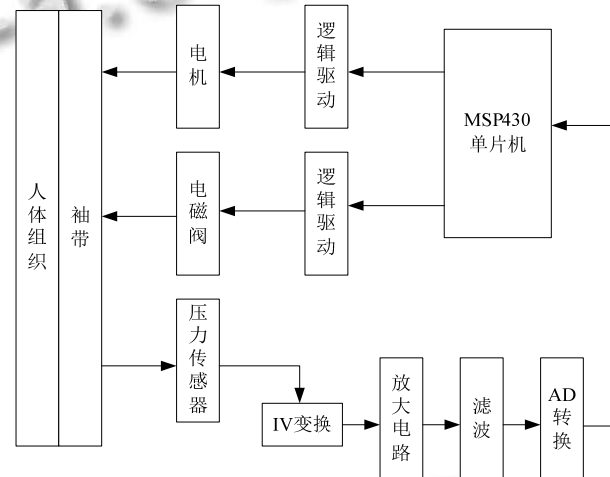 人体组织
袖带
电机
逻辑驱动
MSP430
单片机
电磁阀
逻辑驱动
压力传感器
IV变换
放大电路
滤波
AD
转换